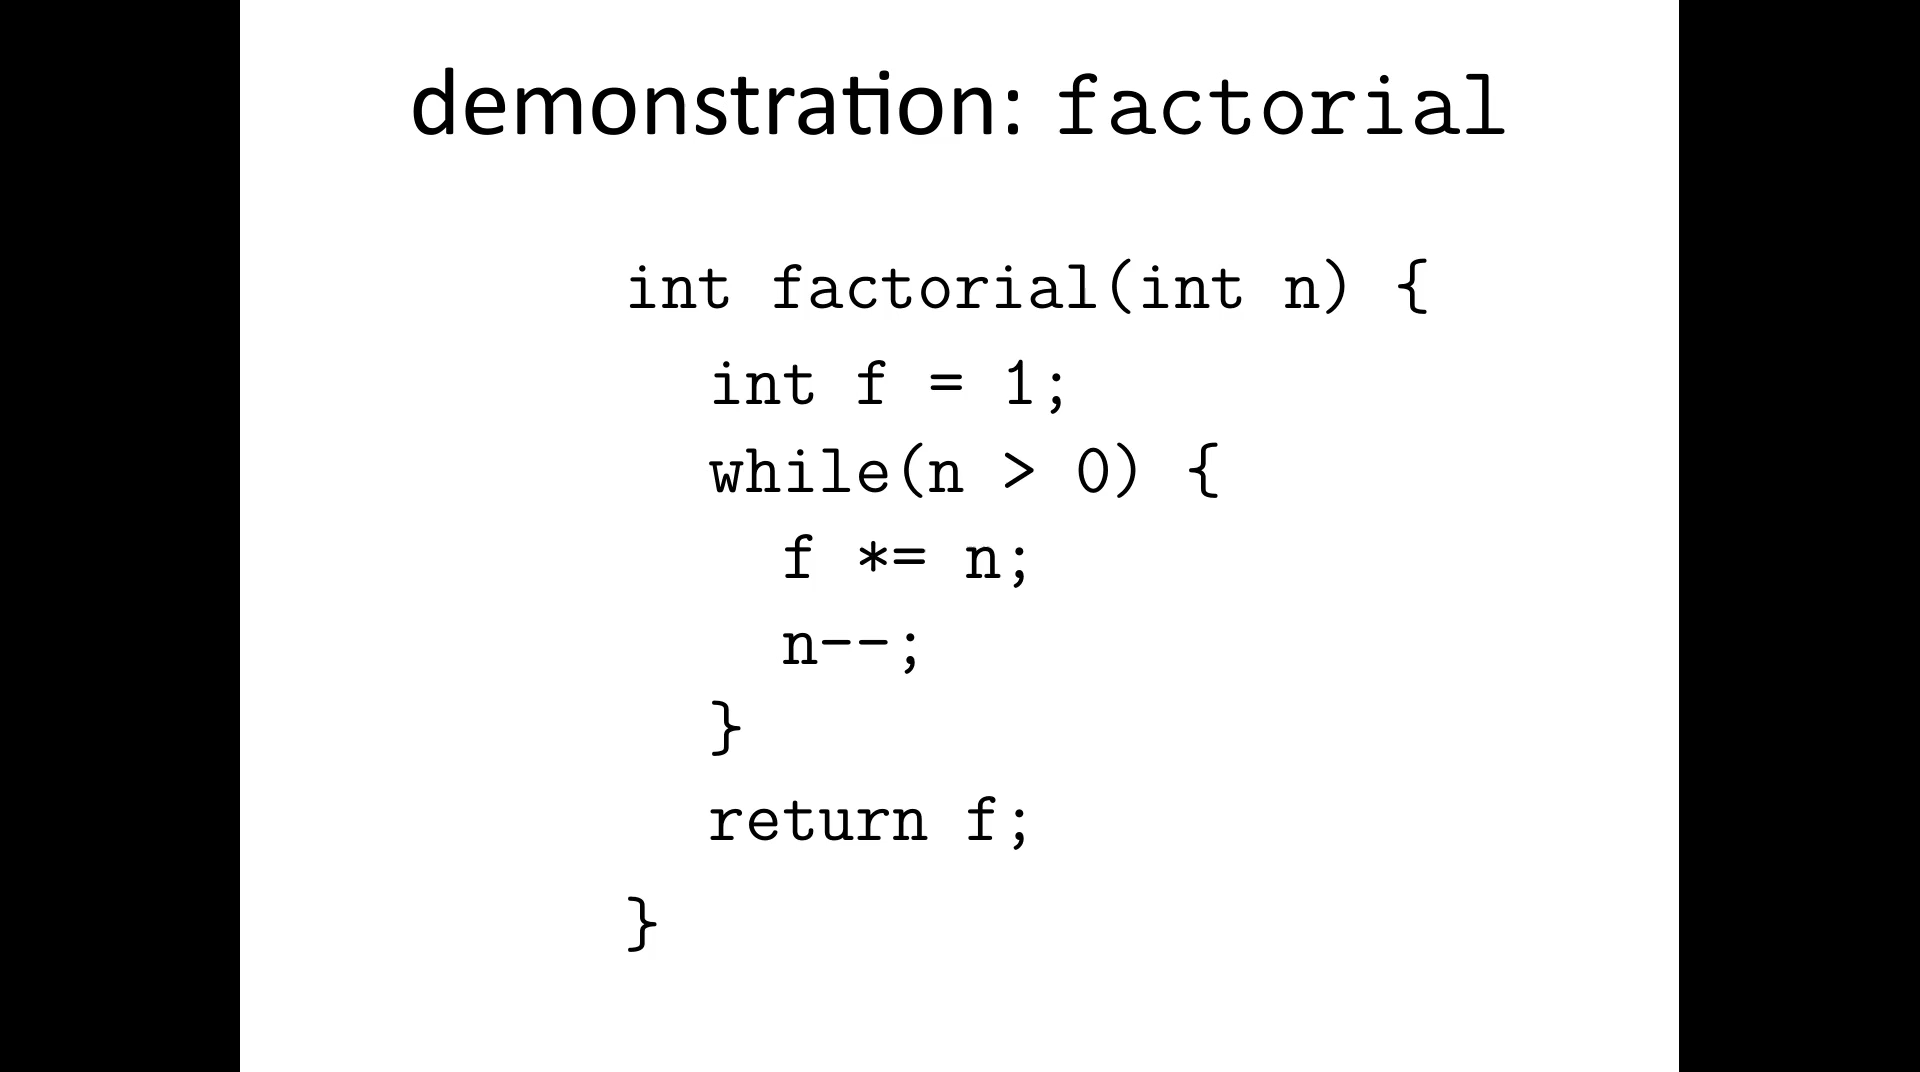 demonstration: factorial
int factorial(int n) {
int f = 1;
while(n > 0) {
f *= n;
n--;
}
return f;
}